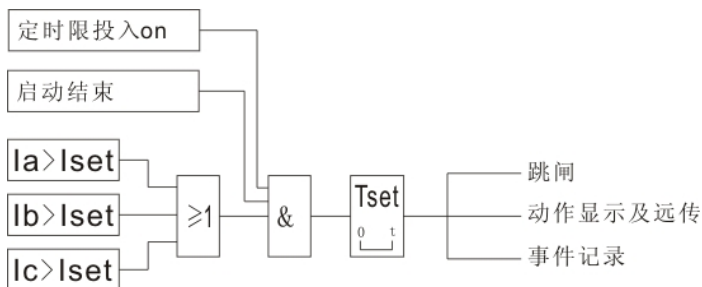 定时限投入on
启动结束
Ia>Iset
Ib>Iset
Ic>Iset
≥1
&
Tset
0 t
跳闸
动作显示及远传
事件记录